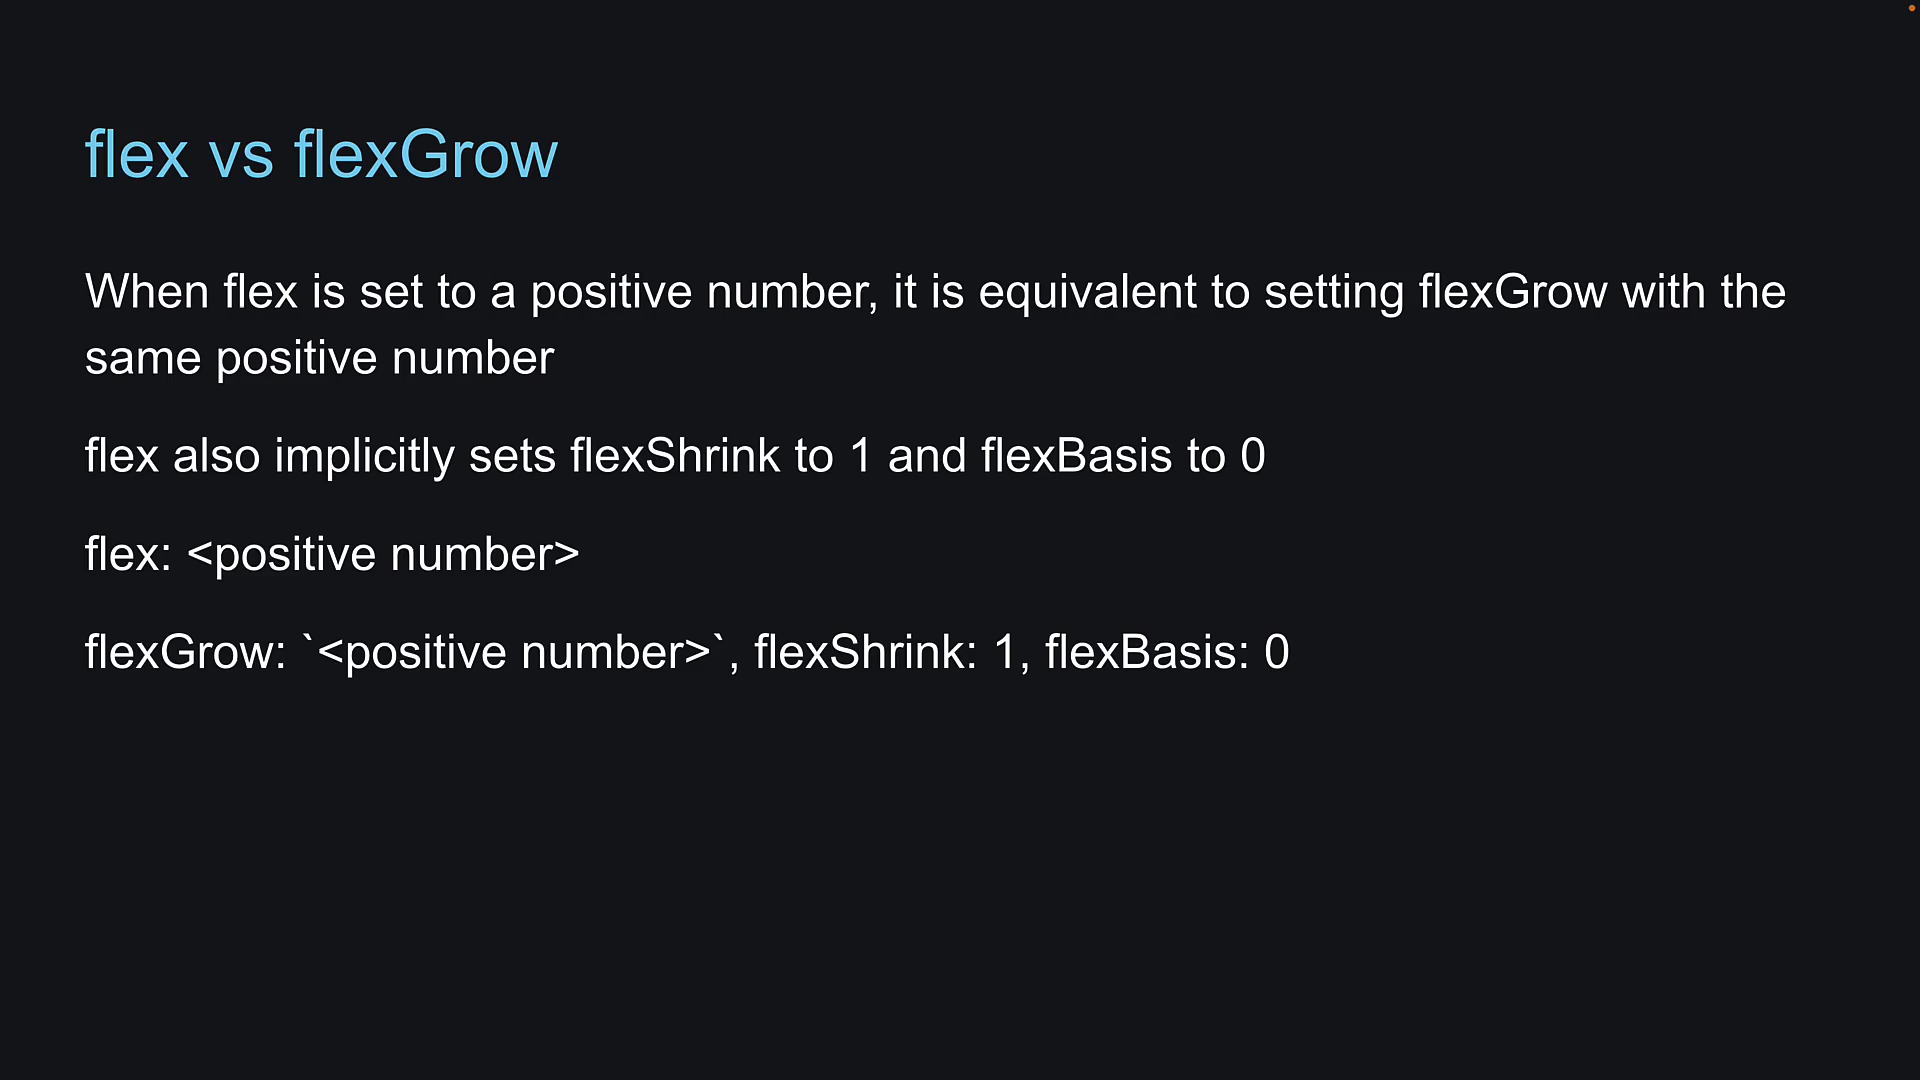 flex vs flexGrow
When flex is set to a positive number, it is equivalent to setting flexGrow with the
same positive number
flex also implicitly sets flexShrink to 1 and flexBasis to 0
flex: <positive number>
flexGrow: `<positive number>`, flexShrink: 1, flexBasis: 0